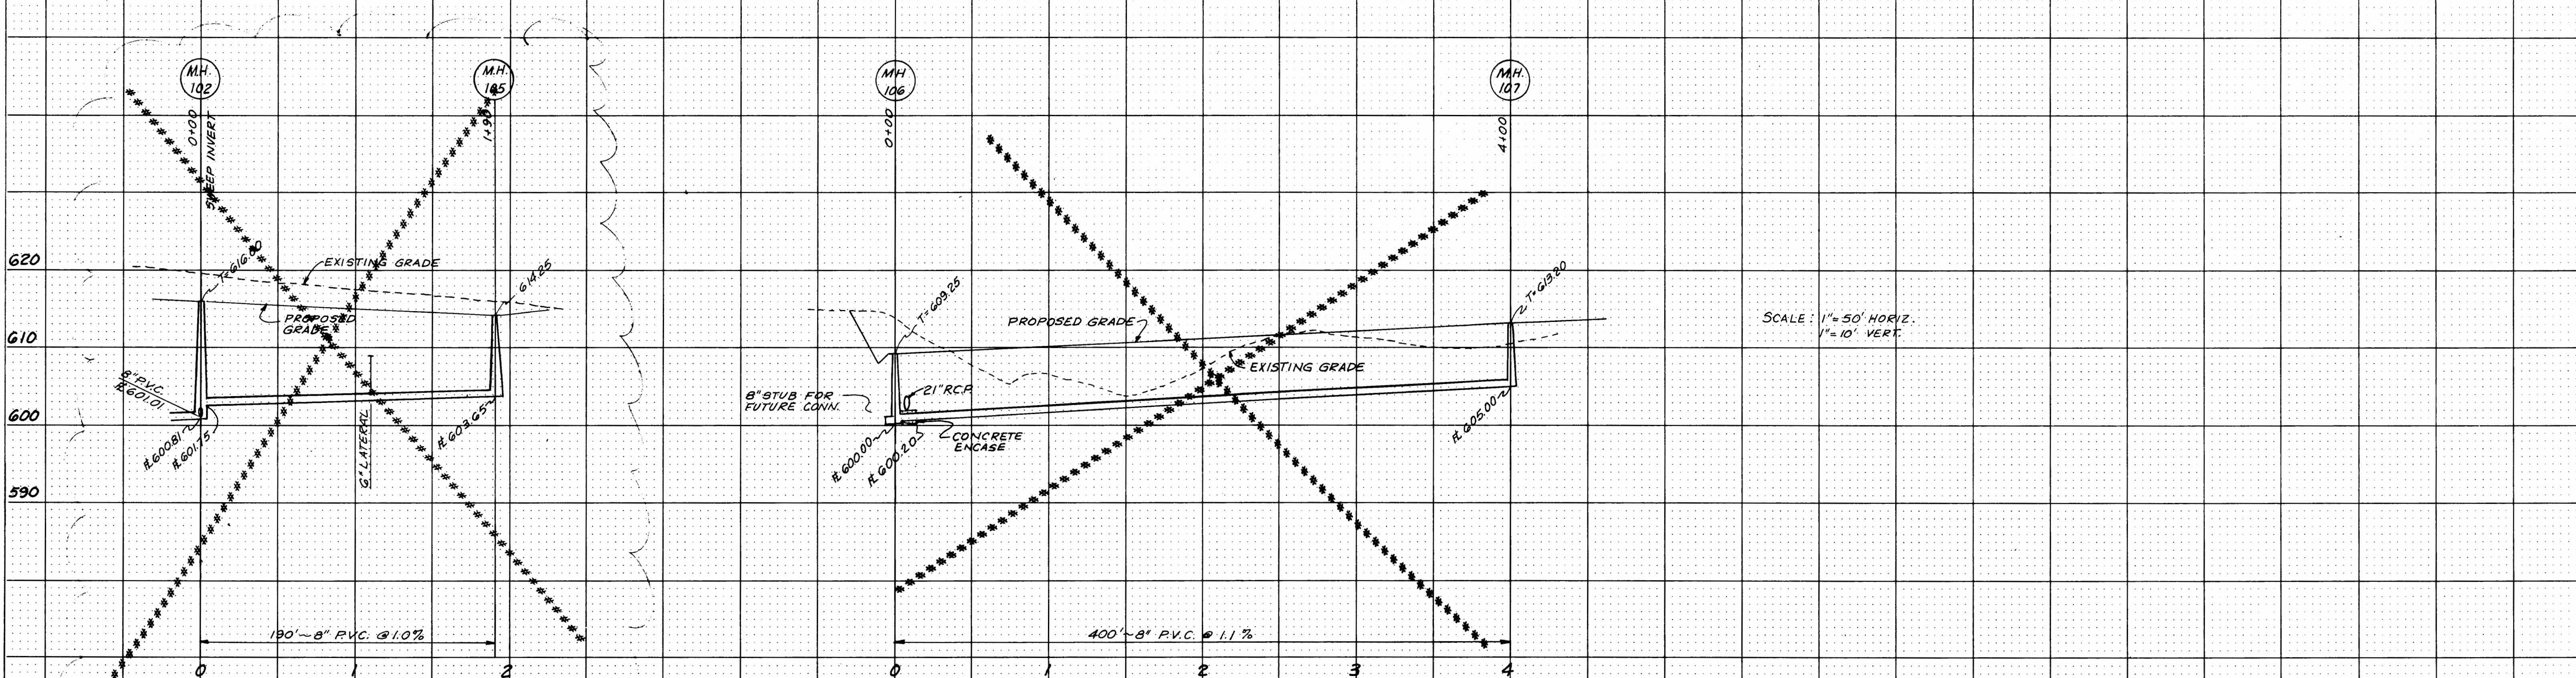 M.H.
102
0+00
SWEEP INVERT
M.H.
105
1+90
620
610
600
590
T=616.00
EXISTING GRADE
614.25
PROPOSED
GRADE
8" P.V.C.
℄ 601.01
℄ 600.81
℄ 601.75
6" LATERAL
℄ 603.65
190'~8" P.V.C. @ 1.0%
0
1
2
MH
106
0+00
M.H.
107
4+00
T=609.25
PROPOSED GRADE
T=613.20
EXISTING GRADE
8" STUB FOR
FUTURE CONN.
21" RCP.
CONCRETE
ENCASE
℄ 600.00
℄ 600.20
℄ 605.00
400'~8" P.V.C. @ 1.1%
0
1
2
3
4
SCALE: 1"=50' HORIZ.
1"=10' VERT.